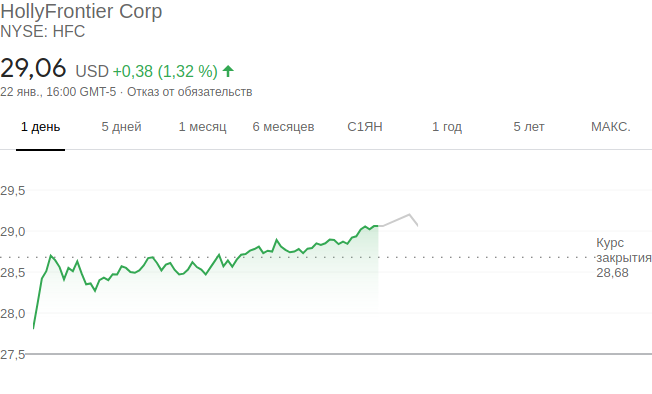 HollyFrontier Corp
NYSE: HFC
29,06 USD +0,38 (1,32 %)
22 янв., 16:00 GMT-5 · Отказ от обязательств
1 день 5 дней 1 месяц 6 месяцев С1ЯН 1 год 5 лет МАКС.
29,5
29,0
28,5
28,0
27,5
Курс
закрытия
28,68